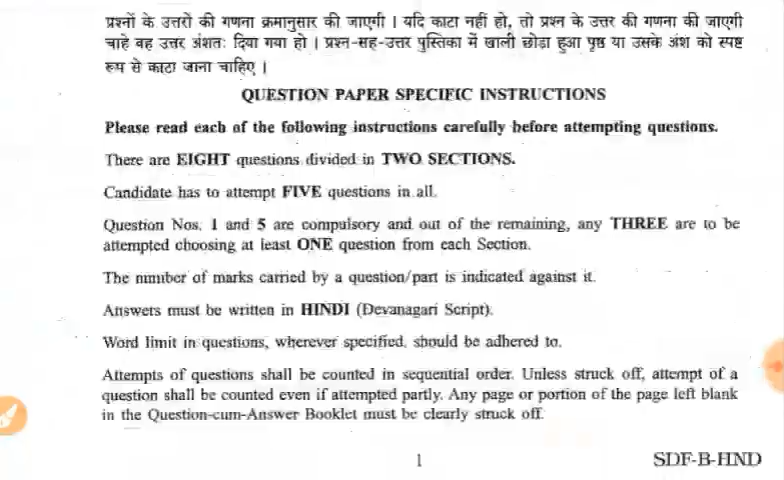 प्रश्नों के उत्तरों की गणना क्रमानुसार की जाएगी । यदि काटा नहीं हो, तो प्रश्न के उत्तर की गणना की जाएगी
चाहे वह उत्तर अंशतः दिया गया हो । प्रश्न-सह-उत्तर पुस्तिका में खाली छोड़ा हुआ पृष्ठ या उसके अंश को स्पष्ट
रूप से काटा जाना चाहिए ।
QUESTION PAPER SPECIFIC INSTRUCTIONS
Please read each of the following instructions carefully before attempting questions.
There are EIGHT questions divided in TWO SECTIONS.
Candidate has to attempt FIVE questions in all.
Question Nos. 1 and 5 are compulsory and out of the remaining, any THREE are to be
attempted choosing at least ONE question from each Section.
The number of marks carried by a question/part is indicated against it.
Answers must be written in HINDI (Devanagari Script).
Word limit in questions, wherever specified, should be adhered to.
Attempts of questions shall be counted in sequential order. Unless struck off, attempt of a
question shall be counted even if attempted partly. Any page or portion of the page left blank
in the Question-cum-Answer Booklet must be clearly struck off.
1 SDF-B-HND